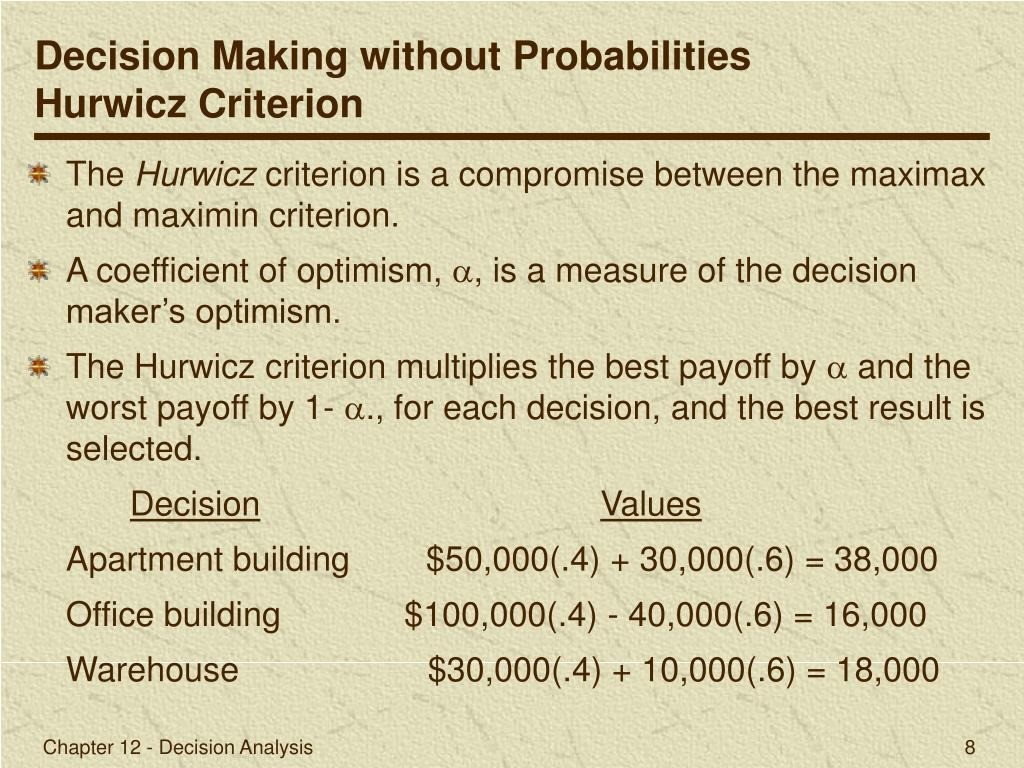 Decision Making without Probabilities
Hurwicz Criterion
The Hurwicz criterion is a compromise between the maximax
and maximin criterion.
A coefficient of optimism, α, is a measure of the decision
maker’s optimism.
The Hurwicz criterion multiplies the best payoff by α and the
worst payoff by 1- α., for each decision, and the best result is
selected.
Decision Values
Apartment building $50,000(.4) + 30,000(.6) = 38,000
Office building $100,000(.4) - 40,000(.6) = 16,000
Warehouse $30,000(.4) + 10,000(.6) = 18,000
Chapter 12 - Decision Analysis 8